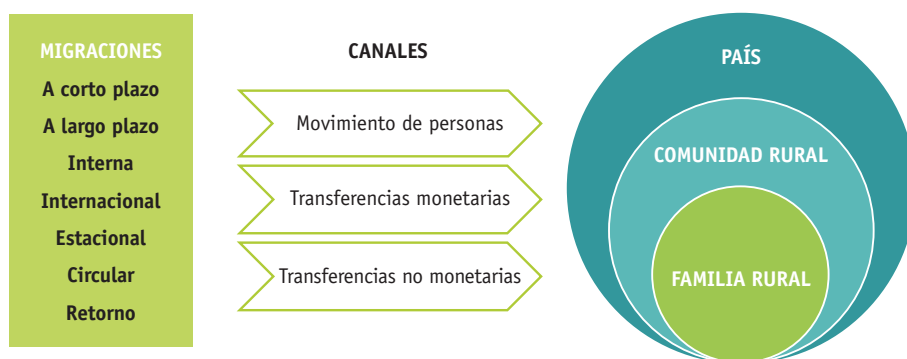 MIGRACIONES
A corto plazo
A largo plazo
Interna
Internacional
Estacional
Circular
Retorno
CANALES
Movimiento de personas
Transferencias monetarias
Transferencias no monetarias
PAÍS
COMUNIDAD RURAL
FAMILIA RURAL